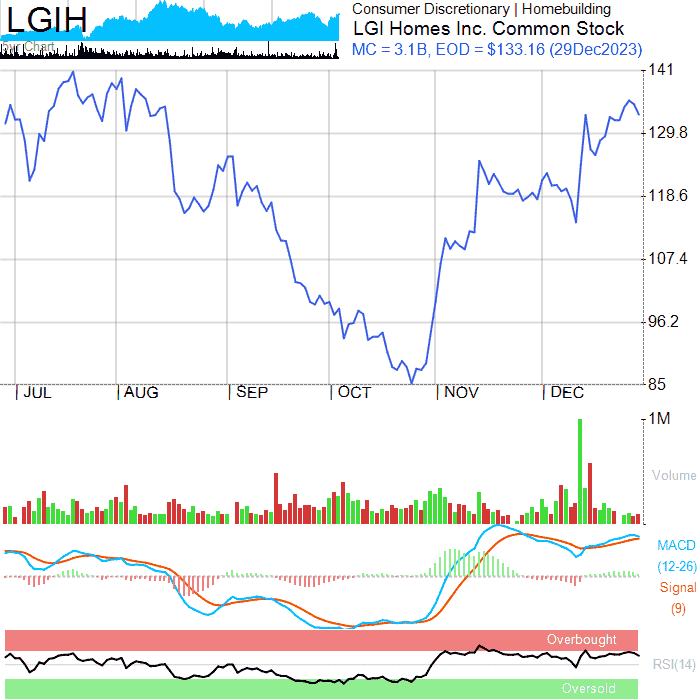 LGIH
5yr Chart
Consumer Discretionary | Homebuilding
LGI Homes Inc. Common Stock
MC = 3.1B, EOD = $133.16 (29Dec2023)
141
129.8
118.6
107.4
96.2
85
| JUL | AUG | SEP | OCT | NOV | DEC
1M
Volume
MACD
(12-26)
Signal
(9)
Overbought
RSI(14)
Oversold